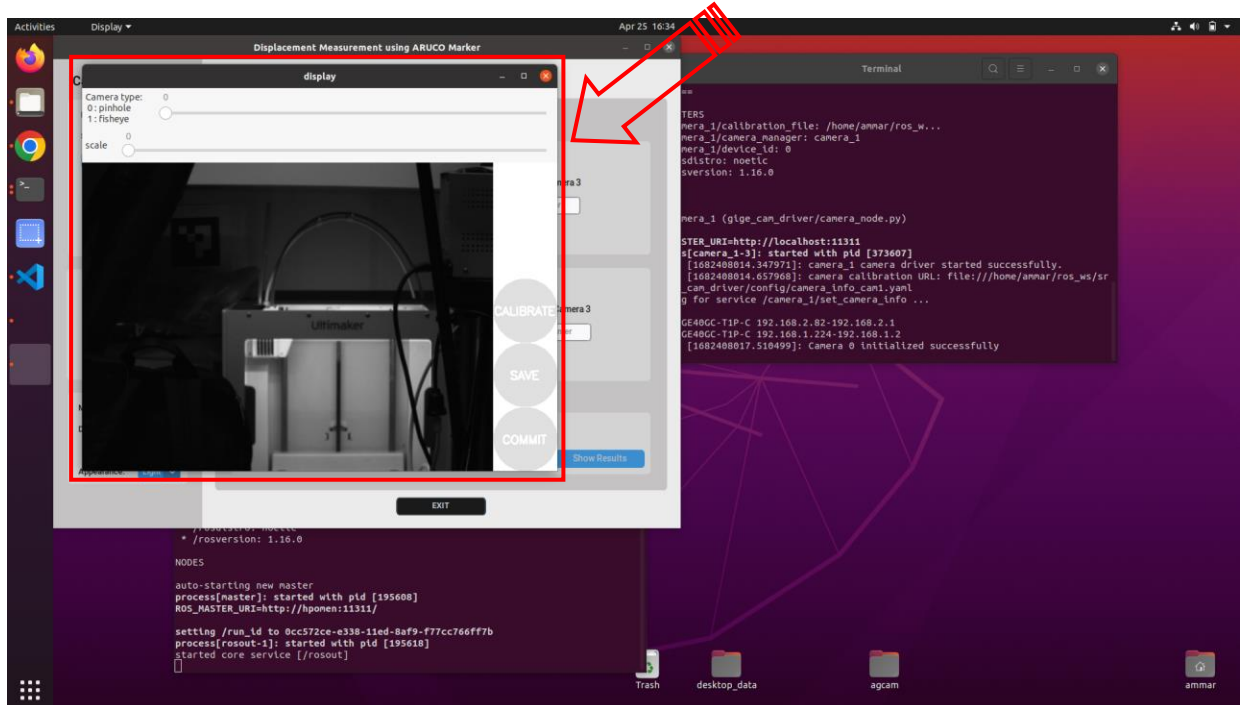 Activities
Display
Apr 25 16:34
Displacement Measurement using ARUCO Marker
display
Camera type:
0: pinhole
1: fisheye
0
0
scale
Ultimaker
CALIBRATE
SAVE
COMMIT
mera 3
amera 3
Appearance:
Light
Show Results
EXIT
Terminal
==
TERS
mera_1/calibration_file: /home/ammar/ros_w...
mera_1/camera_manager: camera_1
mera_1/device_id: 0
sdistro: noetic
sversion: 1.16.0
mera_1 (gige_cam_driver/camera_node.py)
STER_URI=http://localhost:11311
s[camera_1-3]: started with pid [373607]
[1682408014.347971]: camera_1 camera driver started successfully.
[1682408014.657968]: camera calibration URL: file:///home/ammar/ros_ws/sr
_cam_driver/config/camera_info_cam1.yaml
g for service /camera_1/set_camera_info ...
GE40GC-T1P-C 192.168.2.82-192.168.2.1
GE40GC-T1P-C 192.168.1.224-192.168.1.2
[1682408017.510499]: Camera 0 initialized successfully
* /rosdistro: noetic
* /rosversion: 1.16.0
NODES
auto-starting new master
process[master]: started with pid [195608]
ROS_MASTER_URI=http://hpomen:11311/
setting /run_id to 0cc572ce-e338-11ed-8af9-f77cc766ff7b
process[rosout-1]: started with pid [195618]
started core service [/rosout]
Trash
desktop_data
agcam
ammar